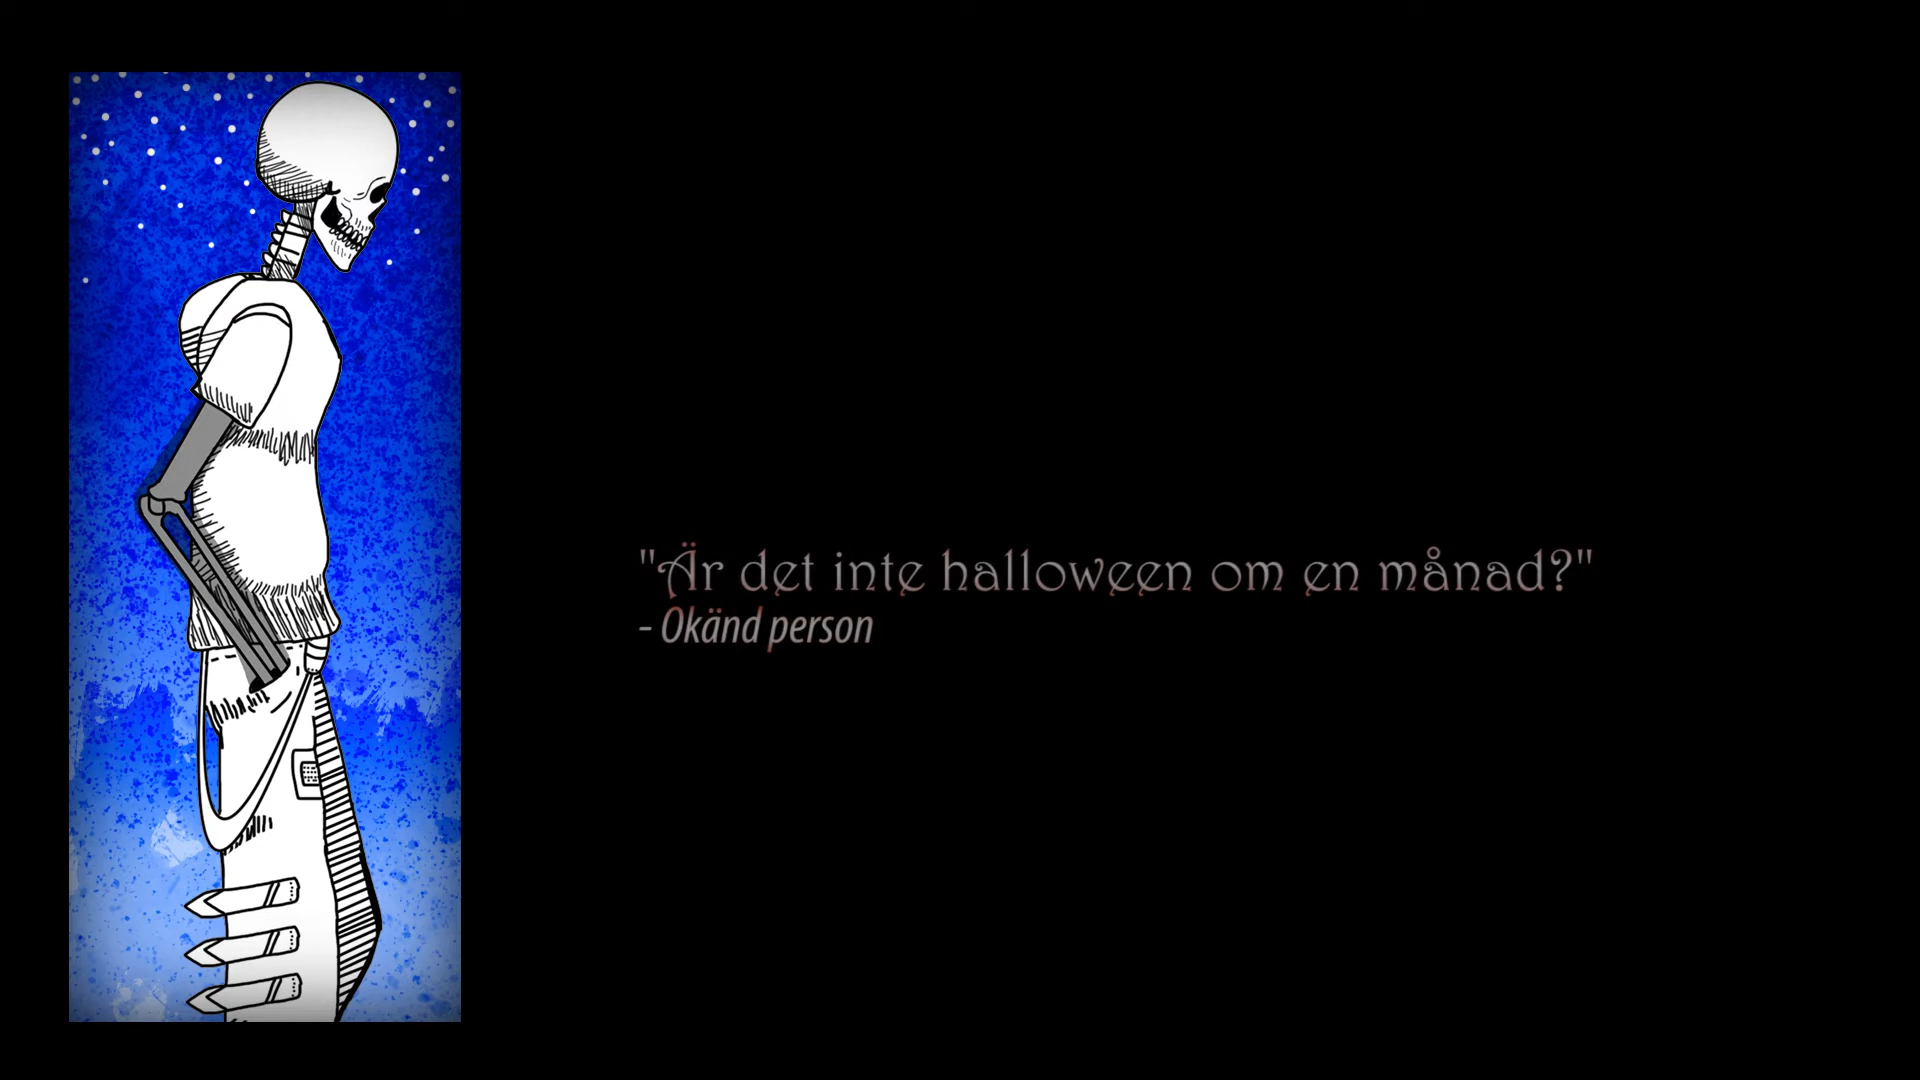 "Är det inte halloween om en månad?"
- Okänd person